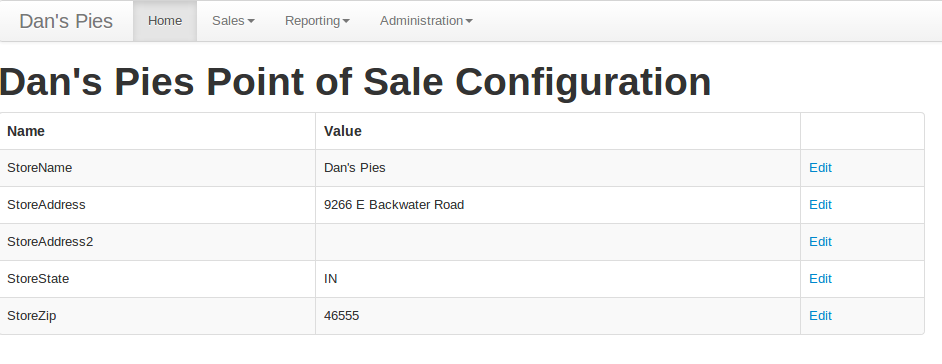 Dan's Pies Home Sales Reporting Administration
Dan's Pies Point of Sale Configuration
Name Value
StoreName Dan's Pies Edit
StoreAddress 9266 E Backwater Road Edit
StoreAddress2 Edit
StoreState IN Edit
StoreZip 46555 Edit